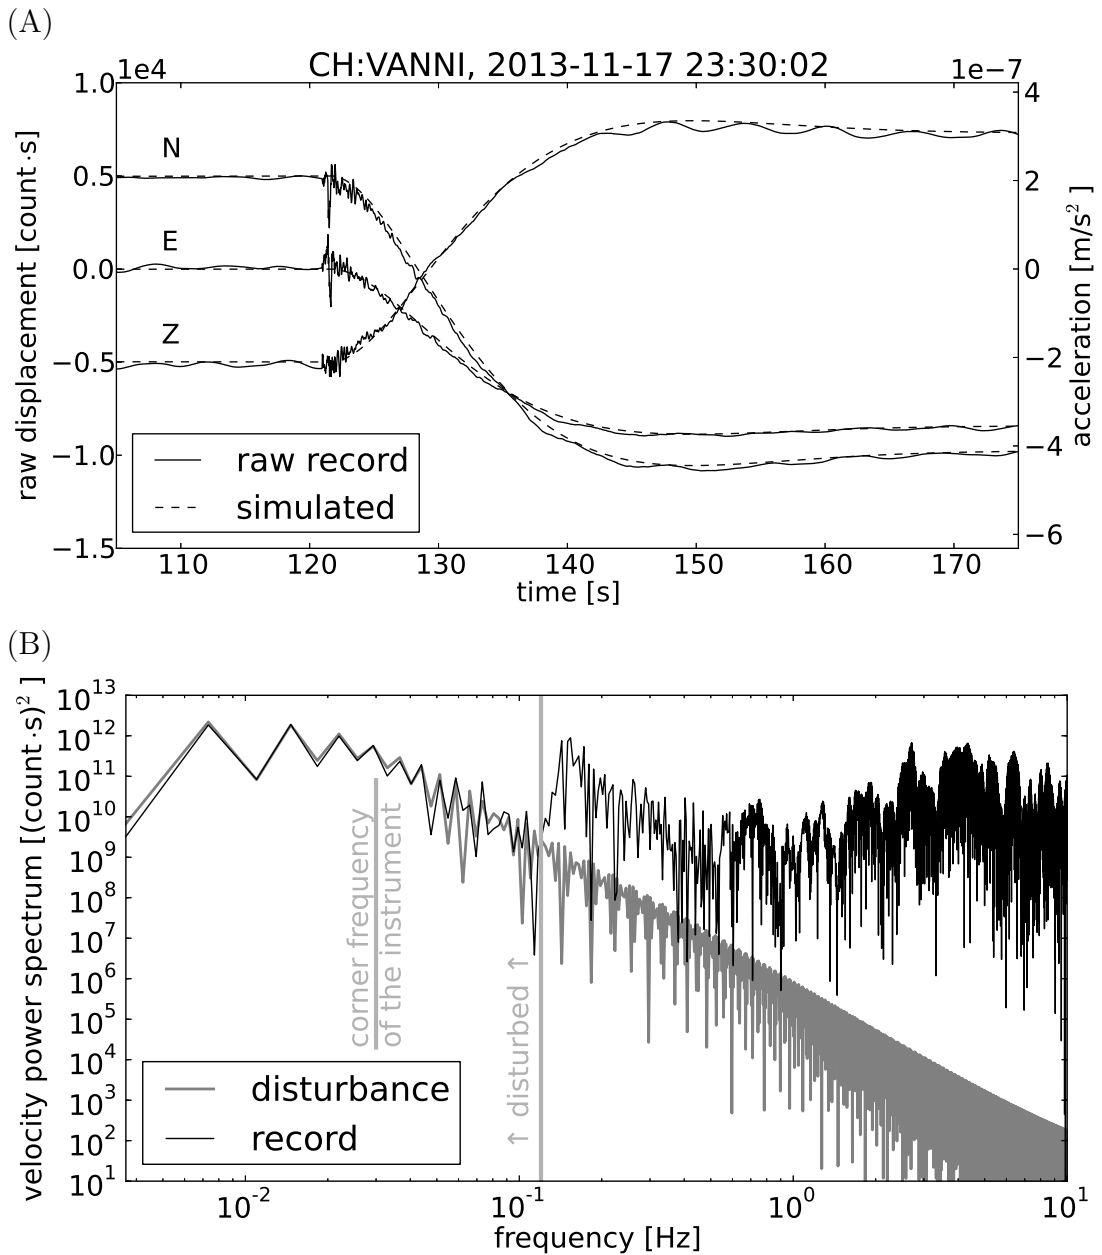 (A)
CH:VANNI, 2013-11-17 23:30:02
1e4
1e−7
1.0
0.5
0.0
−0.5
−1.0
−1.5
raw displacement [count·s]
N
E
Z
raw record
simulated
4
2
0
−2
−4
−6
acceleration [m/s²]
110 120 130 140 150 160 170
time [s]
(B)
10¹³
10¹²
10¹¹
10¹⁰
10⁹
10⁸
10⁷
10⁶
10⁵
10⁴
10³
10²
10¹
velocity power spectrum [(count·s)²]
corner frequency
of the instrument
↑ disturbed ↑
disturbance
record
10⁻² 10⁻¹ 10⁰ 10¹
frequency [Hz]